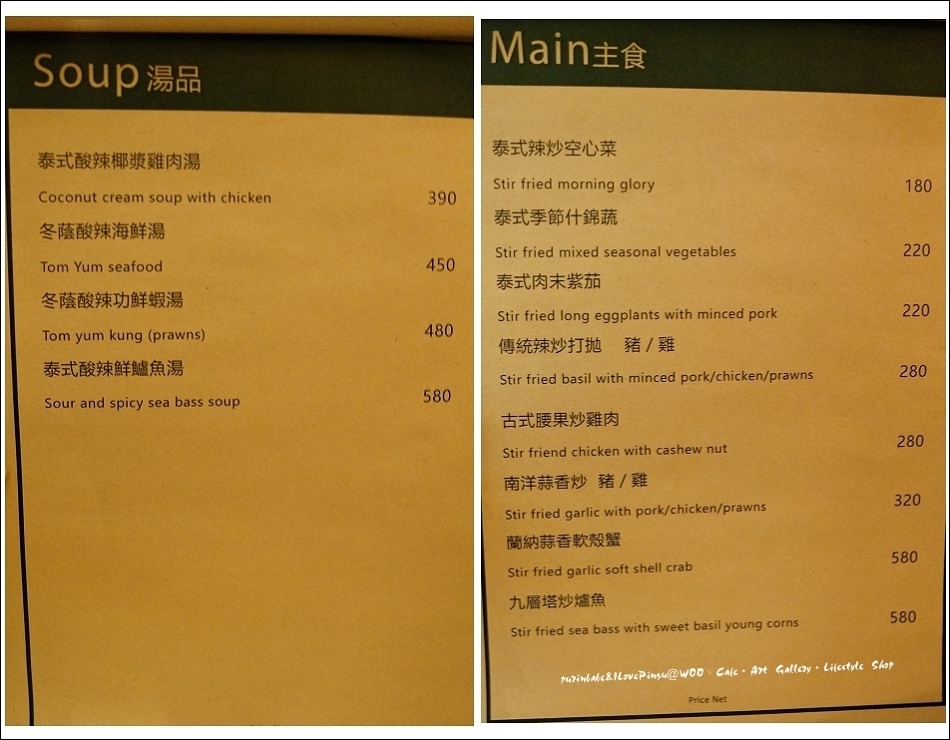 Soup 湯品
泰式酸辣椰漿雞肉湯
Coconut cream soup with chicken 390
冬蔭酸辣海鮮湯
Tom Yum seafood 450
冬蔭酸辣功鮮蝦湯
Tom yum kung (prawns) 480
泰式酸辣鮮鱸魚湯
Sour and spicy sea bass soup 580
Main主食
泰式辣炒空心菜
Stir fried morning glory 180
泰式季節什錦蔬
Stir fried mixed seasonal vegetables 220
泰式肉末紫茄
Stir fried long eggplants with minced pork 220
傳統辣炒打拋 豬 / 雞
Stir fried basil with minced pork/chicken/prawns 280
古式腰果炒雞肉
Stir friend chicken with cashew nut 280
南洋蒜香炒 豬 / 雞
Stir fried garlic with pork/chicken/prawns 320
蘭納蒜香軟殼蟹
Stir fried garlic soft shell crab 580
九層塔炒爐魚
Stir fried sea bass with sweet basil young corns 580
&ILovePingu@WOO · Cafe · Art Gallery · Lifestyle Shop
Price Net